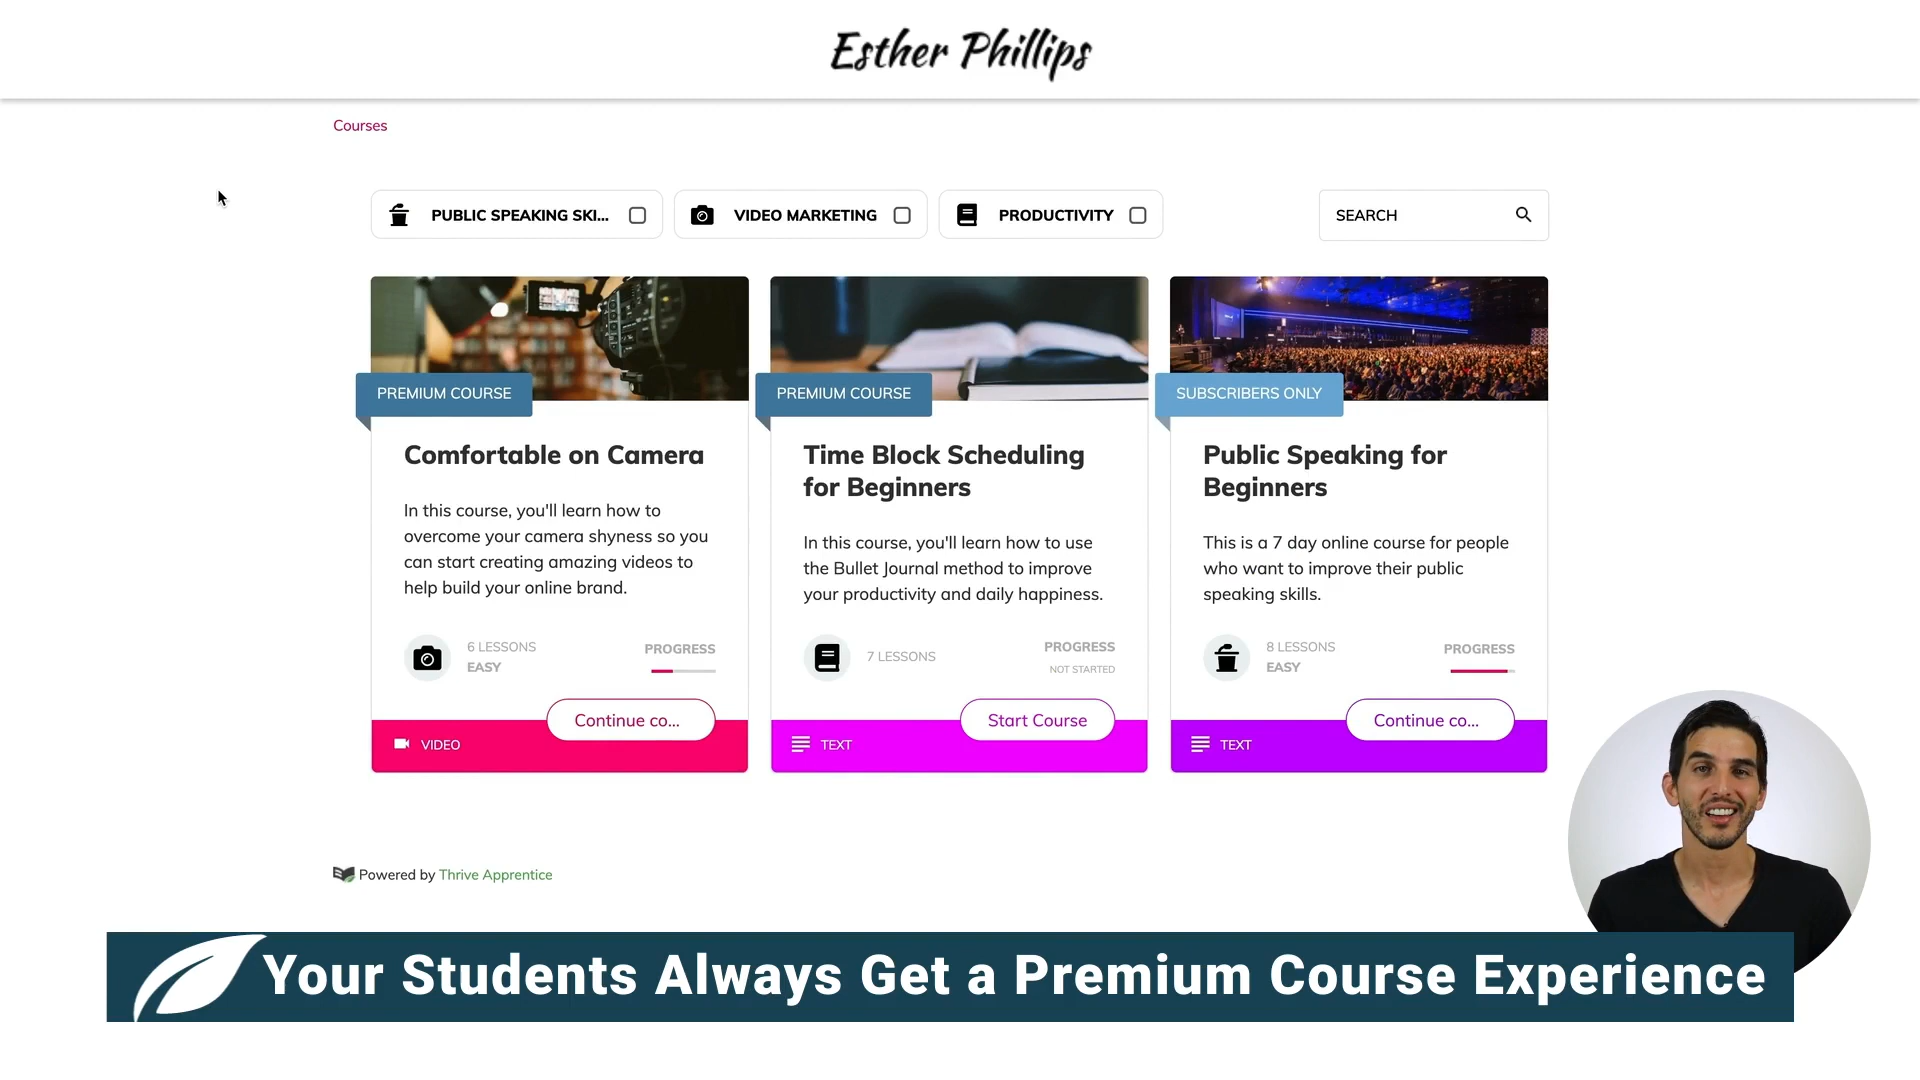 Esther Phillips
Courses
PUBLIC SPEAKING SKI...
VIDEO MARKETING
PRODUCTIVITY
SEARCH
PREMIUM COURSE
Comfortable on Camera
In this course, you'll learn how to
overcome your camera shyness so you
can start creating amazing videos to
help build your online brand.
6 LESSONS
EASY
PROGRESS
Continue co...
VIDEO
PREMIUM COURSE
Time Block Scheduling
for Beginners
In this course, you'll learn how to use
the Bullet Journal method to improve
your productivity and daily happiness.
7 LESSONS
PROGRESS
NOT STARTED
Start Course
TEXT
SUBSCRIBERS ONLY
Public Speaking for
Beginners
This is a 7 day online course for people
who want to improve their public
speaking skills.
8 LESSONS
EASY
PROGRESS
Continue co...
TEXT
Powered by Thrive Apprentice
Your Students Always Get a Premium Course Experience